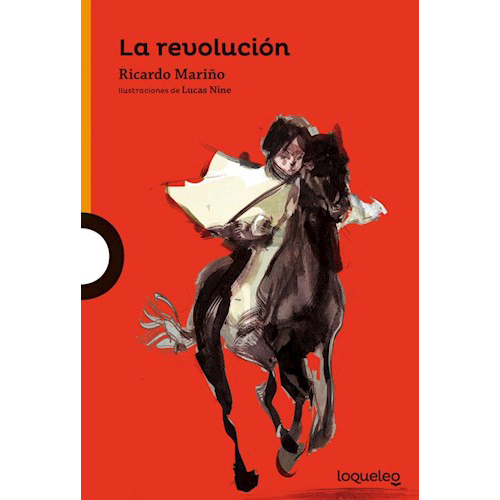 La revolución
Ricardo Mariño
Ilustraciones de Lucas Nine
loqueleo